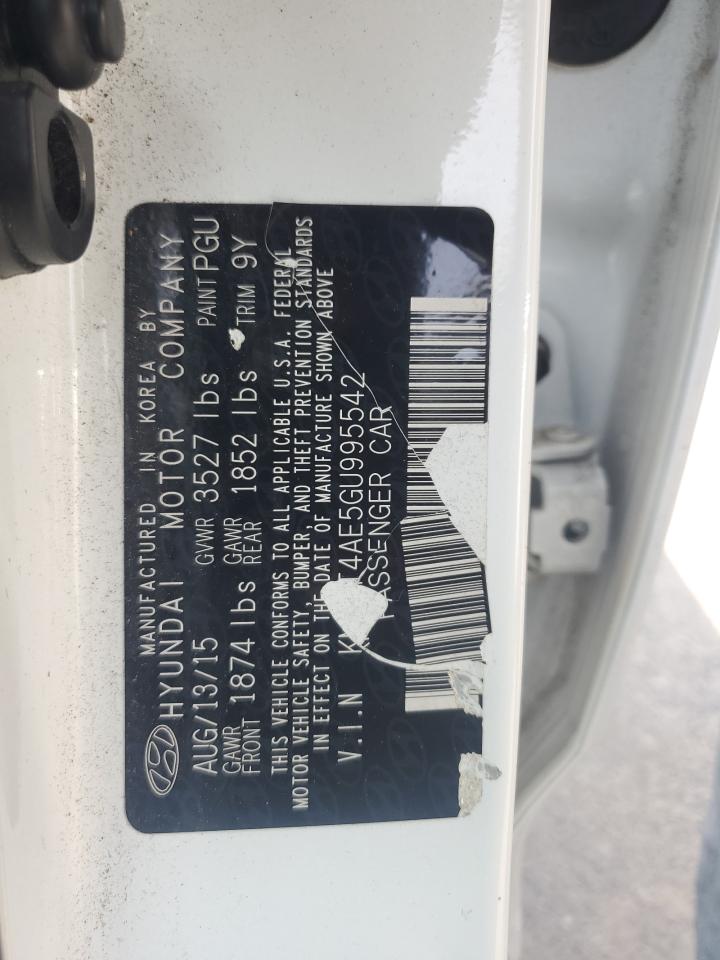 MANUFACTURED IN KOREA BY
HYUNDAI MOTOR COMPANY
AUG/13/15 GVWR 3527 lbs PAINT PGU
GAWR FRONT 1874 lbs GAWR REAR 1852 lbs TRIM 9Y
THIS VEHICLE CONFORMS TO ALL APPLICABLE U.S.A. FEDERAL
MOTOR VEHICLE SAFETY, BUMPER, AND THEFT PREVENTION STANDARDS
IN EFFECT ON THE DATE OF MANUFACTURE SHOWN ABOVE
V.I.N 4AE5GU995542
PASSENGER CAR